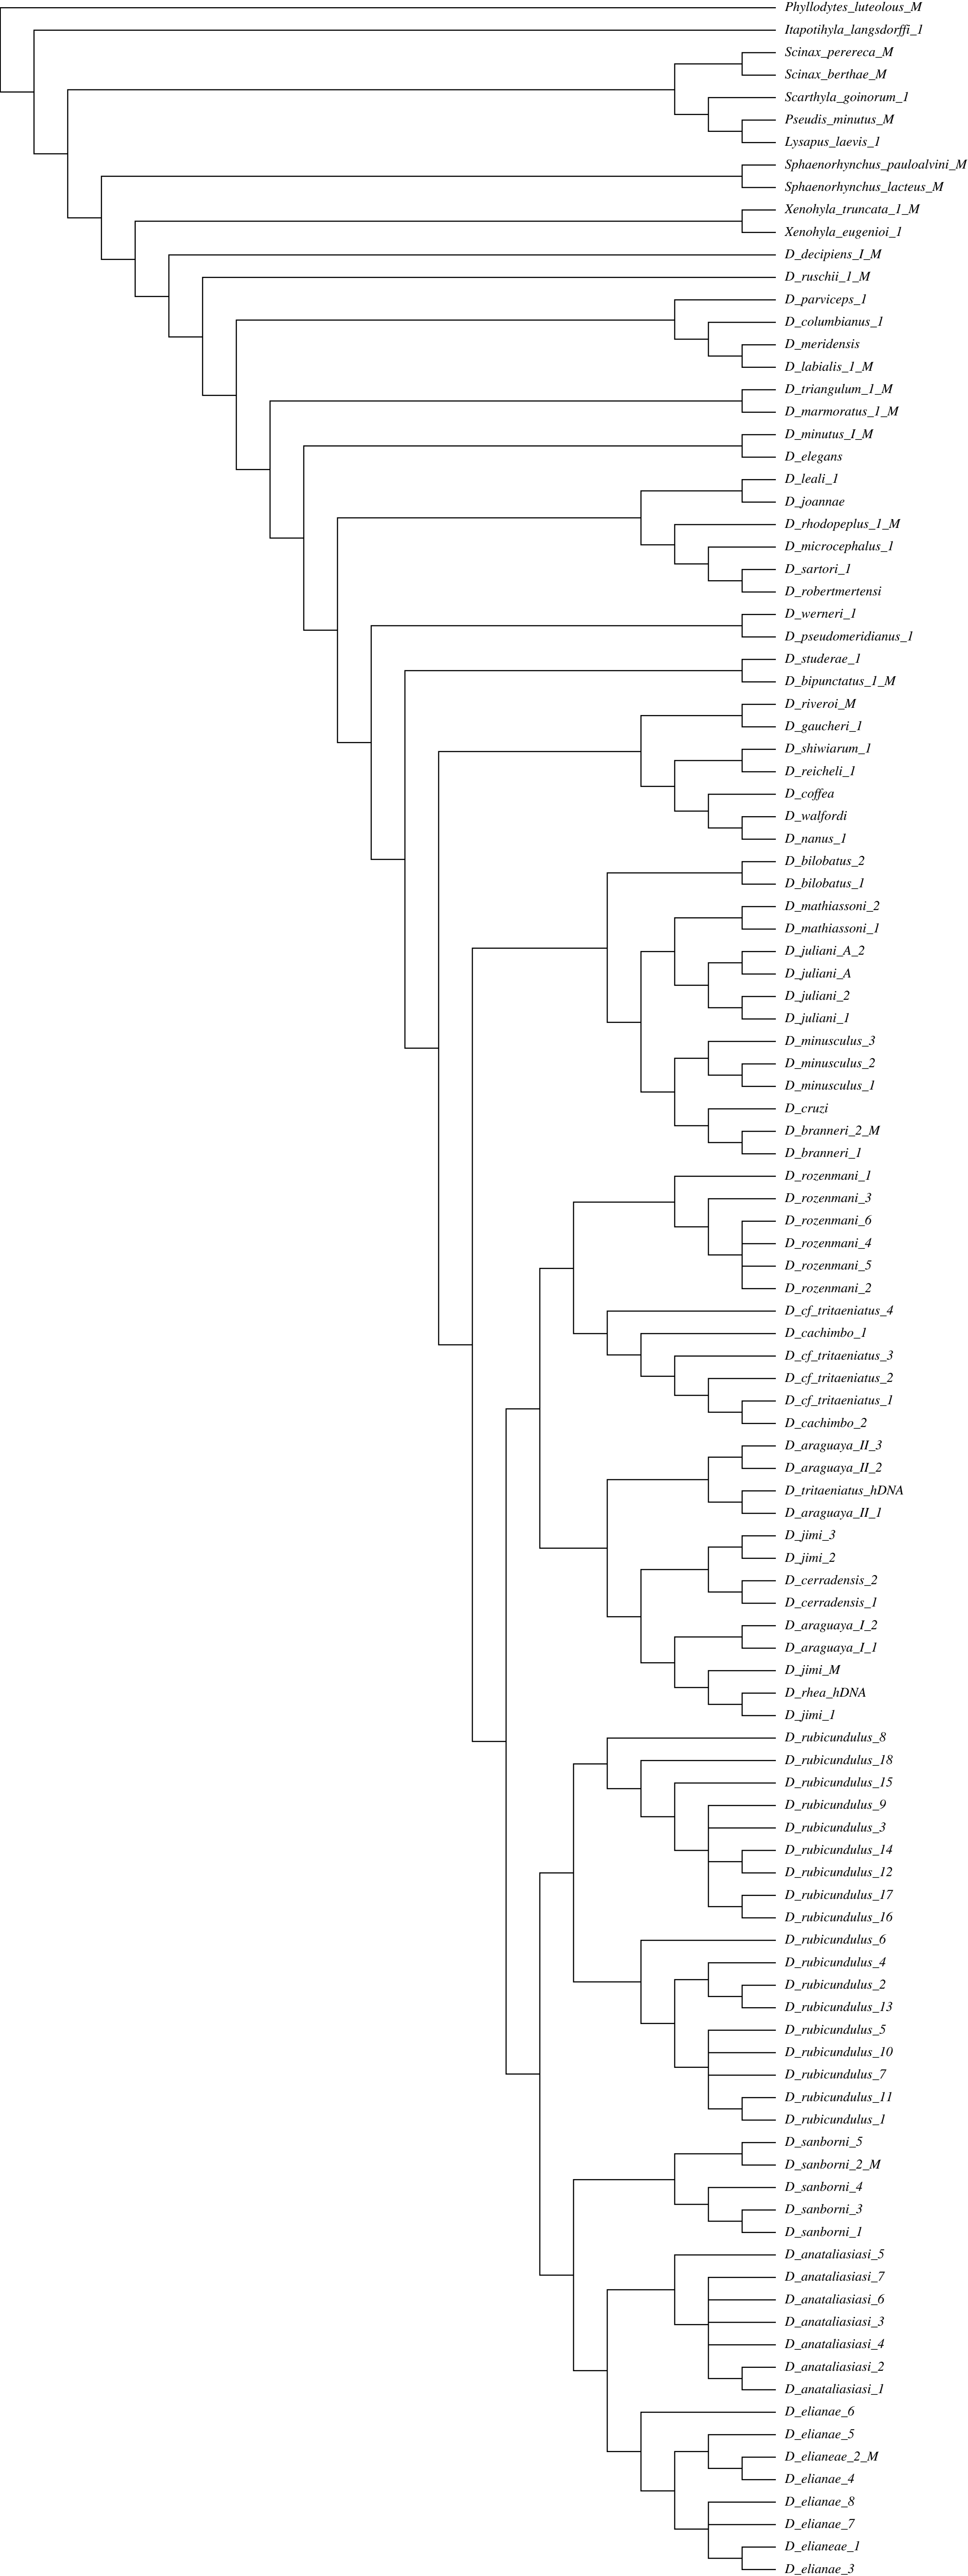 Phyllodytes_luteolous_M
Itapotihyla_langsdorffi_1
Scinax_perereca_M
Scinax_berthae_M
Scarthyla_goinorum_1
Pseudis_minutus_M
Lysapus_laevis_1
Sphaenorhynchus_pauloalvini_M
Sphaenorhynchus_lacteus_M
Xenohyla_truncata_1_M
Xenohyla_eugenioi_1
D_decipiens_I_M
D_ruschii_1_M
D_parviceps_1
D_columbianus_1
D_meridensis
D_labialis_1_M
D_triangulum_1_M
D_marmoratus_1_M
D_minutus_I_M
D_elegans
D_leali_1
D_joannae
D_rhodopeplus_1_M
D_microcephalus_1
D_sartori_1
D_robertmertensi
D_werneri_1
D_pseudomeridianus_1
D_studerae_1
D_bipunctatus_1_M
D_riveroi_M
D_gaucheri_1
D_shiwiarum_1
D_reicheli_1
D_coffea
D_walfordi
D_nanus_1
D_bilobatus_2
D_bilobatus_1
D_mathiassoni_2
D_mathiassoni_1
D_juliani_A_2
D_juliani_A
D_juliani_2
D_juliani_1
D_minusculus_3
D_minusculus_2
D_minusculus_1
D_cruzi
D_branneri_2_M
D_branneri_1
D_rozenmani_1
D_rozenmani_3
D_rozenmani_6
D_rozenmani_4
D_rozenmani_5
D_rozenmani_2
D_cf_tritaeniatus_4
D_cachimbo_1
D_cf_tritaeniatus_3
D_cf_tritaeniatus_2
D_cf_tritaeniatus_1
D_cachimbo_2
D_araguaya_II_3
D_araguaya_II_2
D_tritaeniatus_hDNA
D_araguaya_II_1
D_jimi_3
D_jimi_2
D_cerradensis_2
D_cerradensis_1
D_araguaya_I_2
D_araguaya_I_1
D_jimi_M
D_rhea_hDNA
D_jimi_1
D_rubicundulus_8
D_rubicundulus_18
D_rubicundulus_15
D_rubicundulus_9
D_rubicundulus_3
D_rubicundulus_14
D_rubicundulus_12
D_rubicundulus_17
D_rubicundulus_16
D_rubicundulus_6
D_rubicundulus_4
D_rubicundulus_2
D_rubicundulus_13
D_rubicundulus_5
D_rubicundulus_10
D_rubicundulus_7
D_rubicundulus_11
D_rubicundulus_1
D_sanborni_5
D_sanborni_2_M
D_sanborni_4
D_sanborni_3
D_sanborni_1
D_anataliasiasi_5
D_anataliasiasi_7
D_anataliasiasi_6
D_anataliasiasi_3
D_anataliasiasi_4
D_anataliasiasi_2
D_anataliasiasi_1
D_elianae_6
D_elianae_5
D_elianeae_2_M
D_elianae_4
D_elianae_8
D_elianae_7
D_elianeae_1
D_elianae_3